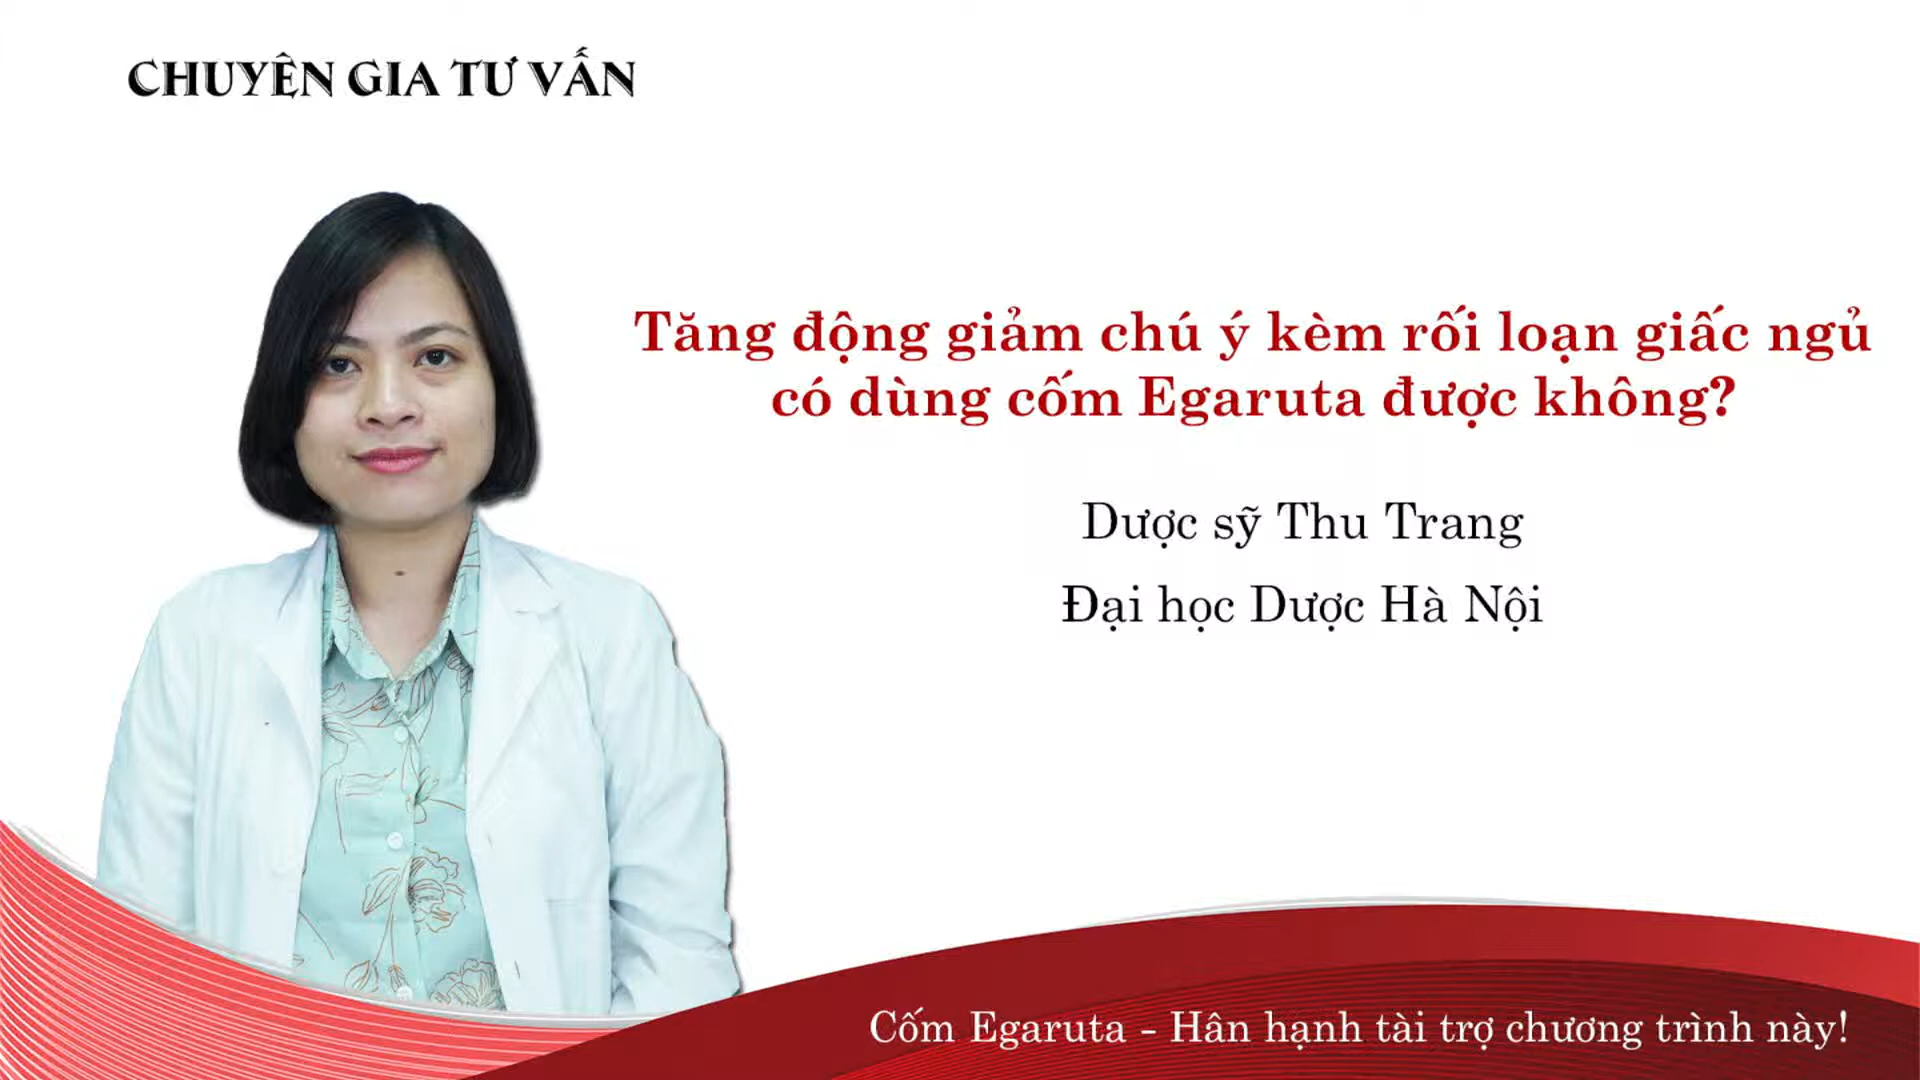 CHUYÊN GIA TƯ VẤN
Tăng động giảm chú ý kèm rối loạn giấc ngủ
có dùng cốm Egaruta được không?
Dược sỹ Thu Trang
Đại học Dược Hà Nội
Cốm Egaruta - Hân hạnh tài trợ chương trình này!